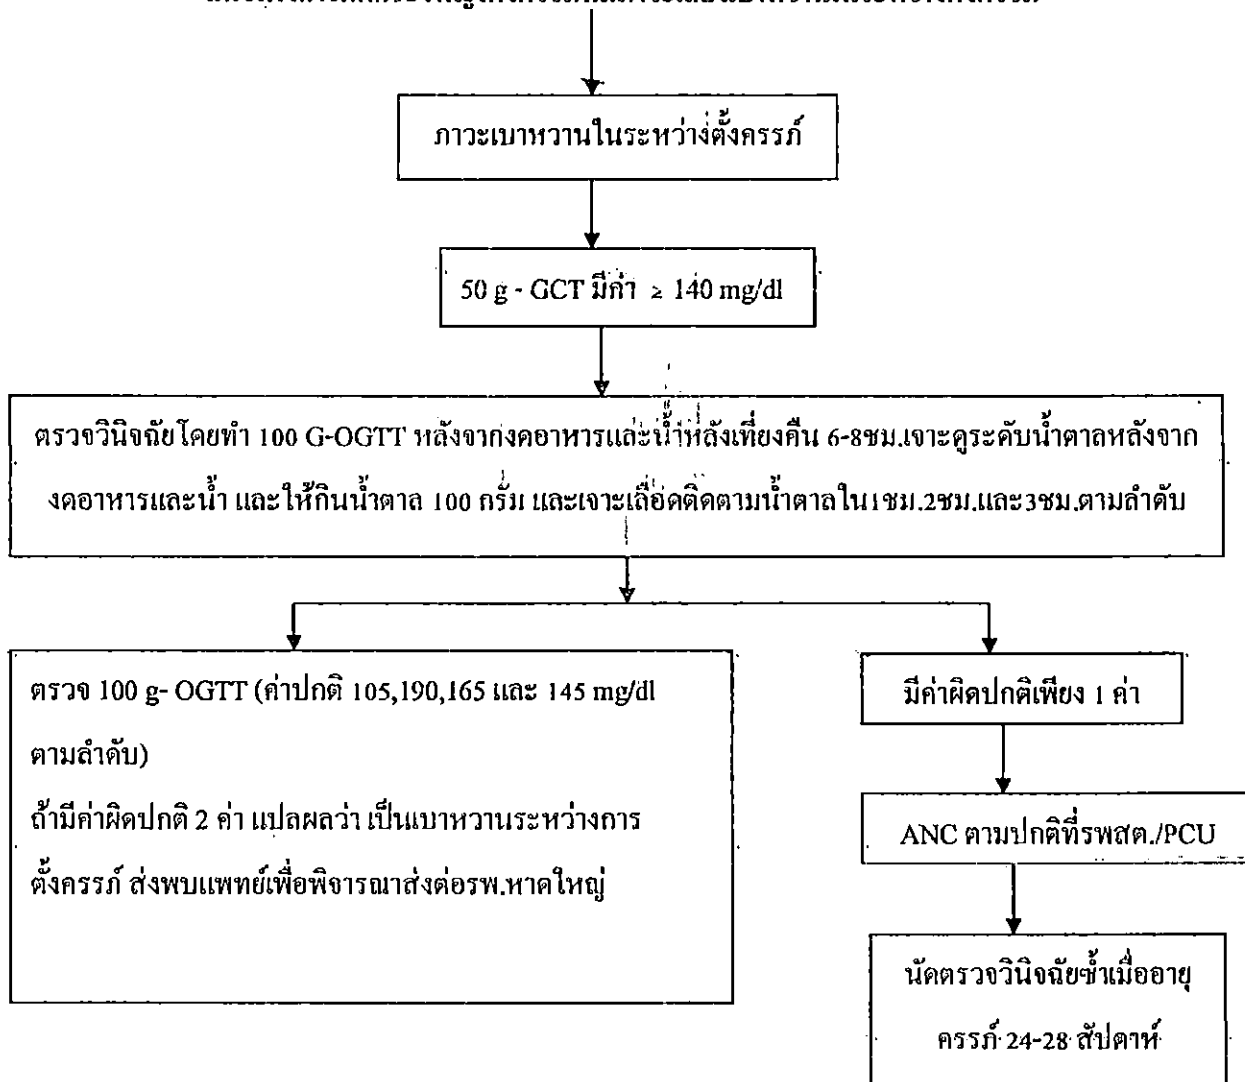 ภาวะเบาหวานในระหว่างตั้งครรภ์
50 g - GCT มีค่า ≥ 140 mg/dl
ตรวจวินิจฉัยโดยทำ 100 G-OGTT หลังจากงดอาหารและน้ำหลังเที่ยงคืน 6-8ชม.เจาะดูระดับน้ำตาลหลังจาก
งดอาหารและน้ำ และให้กินน้ำตาล 100 กรัม และเจาะเลือดติดตามน้ำตาลใน1ชม.2ชม.และ3ชม.ตามลำดับ
ตรวจ 100 g- OGTT (ค่าปกติ 105,190,165 และ 145 mg/dl
ตามลำดับ)
ถ้ามีค่าผิดปกติ 2 ค่า แปลผลว่า เป็นเบาหวานระหว่างการ
ตั้งครรภ์ ส่งพบแพทย์เพื่อพิจารณาส่งต่อรพ.หาดใหญ่
มีค่าผิดปกติเพียง 1 ค่า
ANC ตามปกติที่รพสต./PCU
นัดตรวจวินิจฉัยซ้ำเมื่ออายุ
ครรภ์ 24-28 สัปดาห์